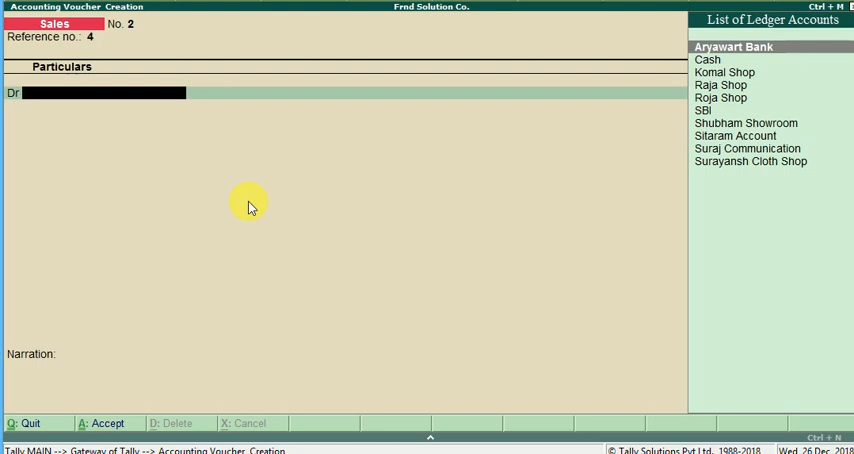 Accounting Voucher Creation Frnd Solution Co. Ctrl + M
Sales No. 2
Reference no.: 4
Particulars
Dr
Narration:
List of Ledger Accounts
Aryawart Bank
Cash
Komal Shop
Raja Shop
Roja Shop
SBI
Shubham Showroom
Sitaram Account
Suraj Communication
Surayansh Cloth Shop
Q: Quit A: Accept D: Delete X: Cancel
Ctrl + N
Tally MAIN --> Gateway of Tally --> Accounting Voucher Creation © Tally Solutions Pvt Ltd., 1988-2018 Wed, 26 Dec, 2018